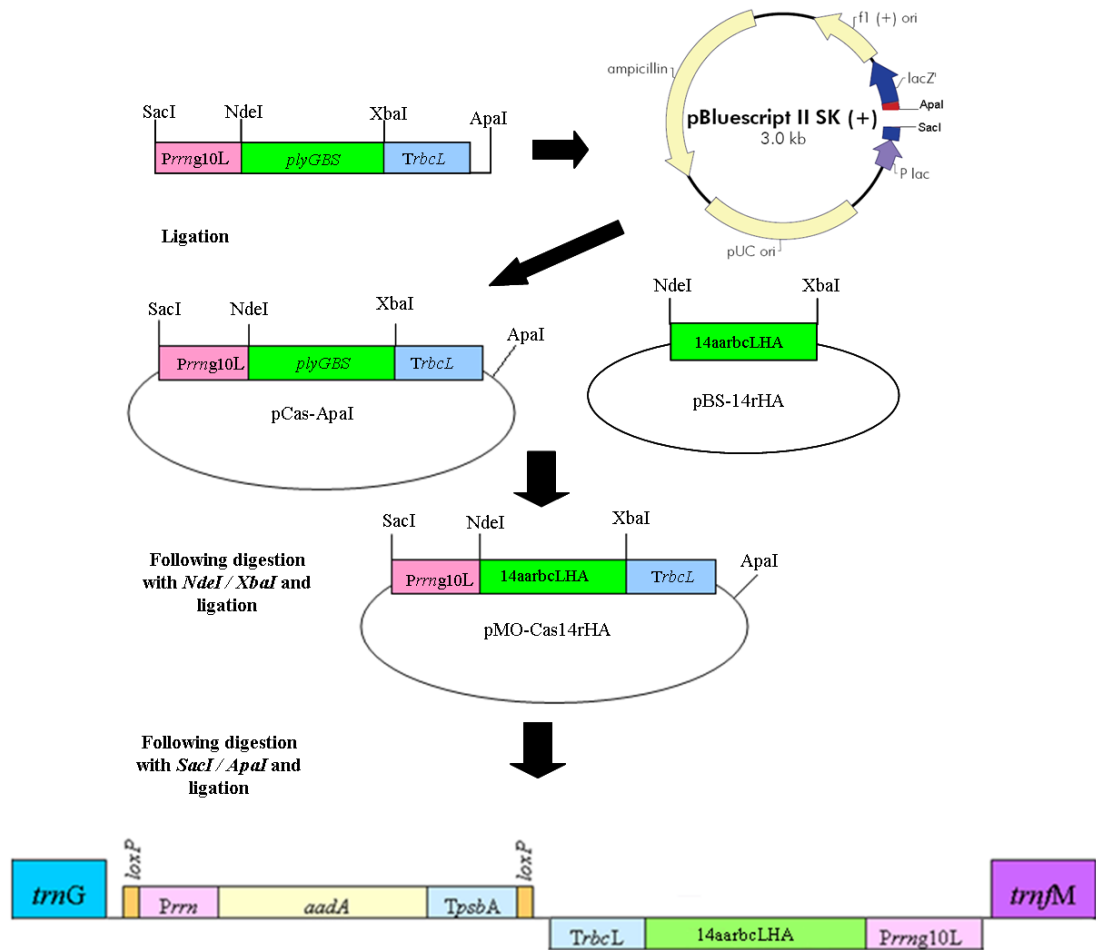 f1 (+) ori
ampicillin
lacZ'
ApaI
pBluescript II SK (+)
3.0 kb
SacI
P lac
pUC ori
SacI
NdeI
XbaI
ApaI
Prrng10L
plyGBS
TrbcL
Ligation
SacI
NdeI
XbaI
ApaI
Prrng10L
plyGBS
TrbcL
pCas-ApaI
NdeI
XbaI
14aarbcLHA
pBS-14rHA
Following digestion
with NdeI / XbaI and
ligation
SacI
NdeI
XbaI
ApaI
Prrng10L
14aarbcLHA
TrbcL
pMO-Cas14rHA
Following digestion
with SacI / ApaI and
ligation
trnG
loxP
Prrn
aadA
TpsbA
loxP
TrbcL
14aarbcLHA
Prrng10L
trnfM